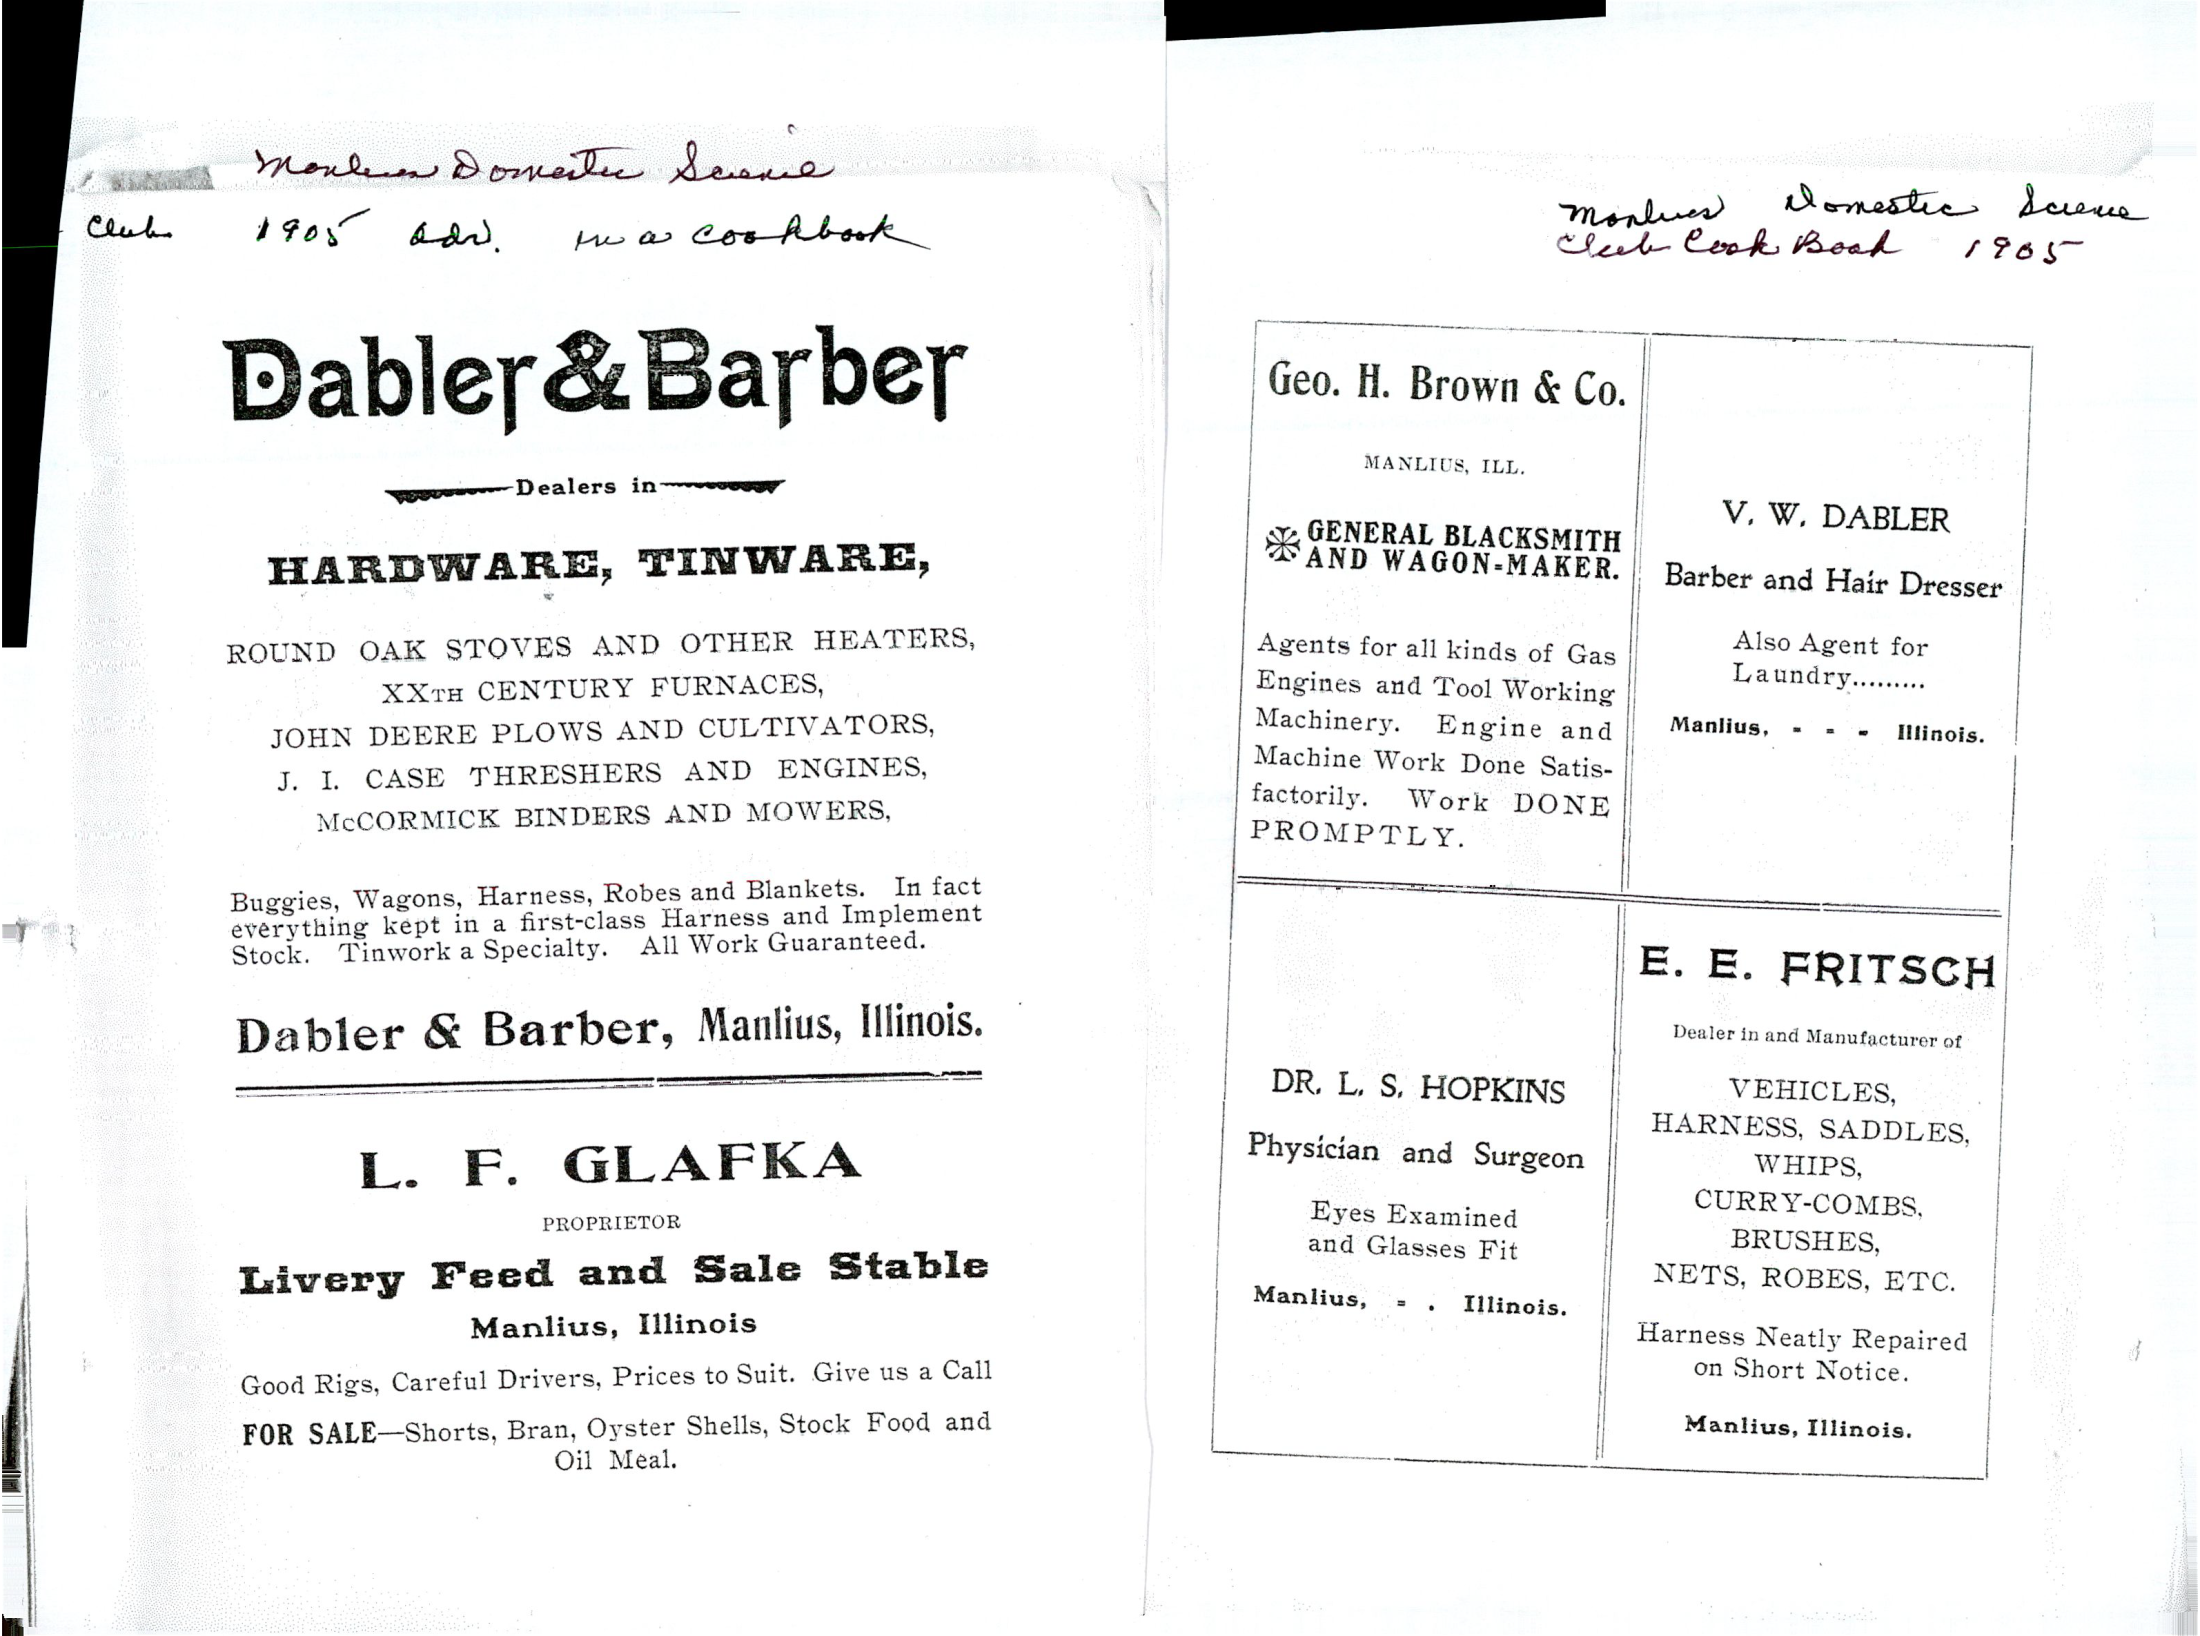 Manlius Domestic Science
Club 1905 Adv. in a cookbook
Dabler & Barber
Dealers in
HARDWARE, TINWARE,
ROUND OAK STOVES AND OTHER HEATERS,
XXTH CENTURY FURNACES,
JOHN DEERE PLOWS AND CULTIVATORS,
J. I. CASE THRESHERS AND ENGINES,
McCORMICK BINDERS AND MOWERS,
Buggies, Wagons, Harness, Robes and Blankets. In fact
everything kept in a first-class Harness and Implement
Stock. Tinwork a Specialty. All Work Guaranteed.
Dabler & Barber, Manlius, Illinois.
L. F. GLAFKA
PROPRIETOR
Livery Feed and Sale Stable
Manlius, Illinois
Good Rigs, Careful Drivers, Prices to Suit. Give us a Call
FOR SALE—Shorts, Bran, Oyster Shells, Stock Food and
Oil Meal.
Manlius Domestic Science
Club Cook Book 1905
Geo. H. Brown & Co.
MANLIUS, ILL.
GENERAL BLACKSMITH
AND WAGON-MAKER.
Agents for all kinds of Gas
Engines and Tool Working
Machinery. Engine and
Machine Work Done Satis-
factorily. Work DONE
PROMPTLY.
V. W. DABLER
Barber and Hair Dresser
Also Agent for
Laundry.........
Manlius, - - - Illinois.
DR. L. S. HOPKINS
Physician and Surgeon
Eyes Examined
and Glasses Fit
Manlius, - . Illinois.
E. E. FRITSCH
Dealer in and Manufacturer of
VEHICLES,
HARNESS, SADDLES,
WHIPS,
CURRY-COMBS,
BRUSHES,
NETS, ROBES, ETC.
Harness Neatly Repaired
on Short Notice.
Manlius, Illinois.